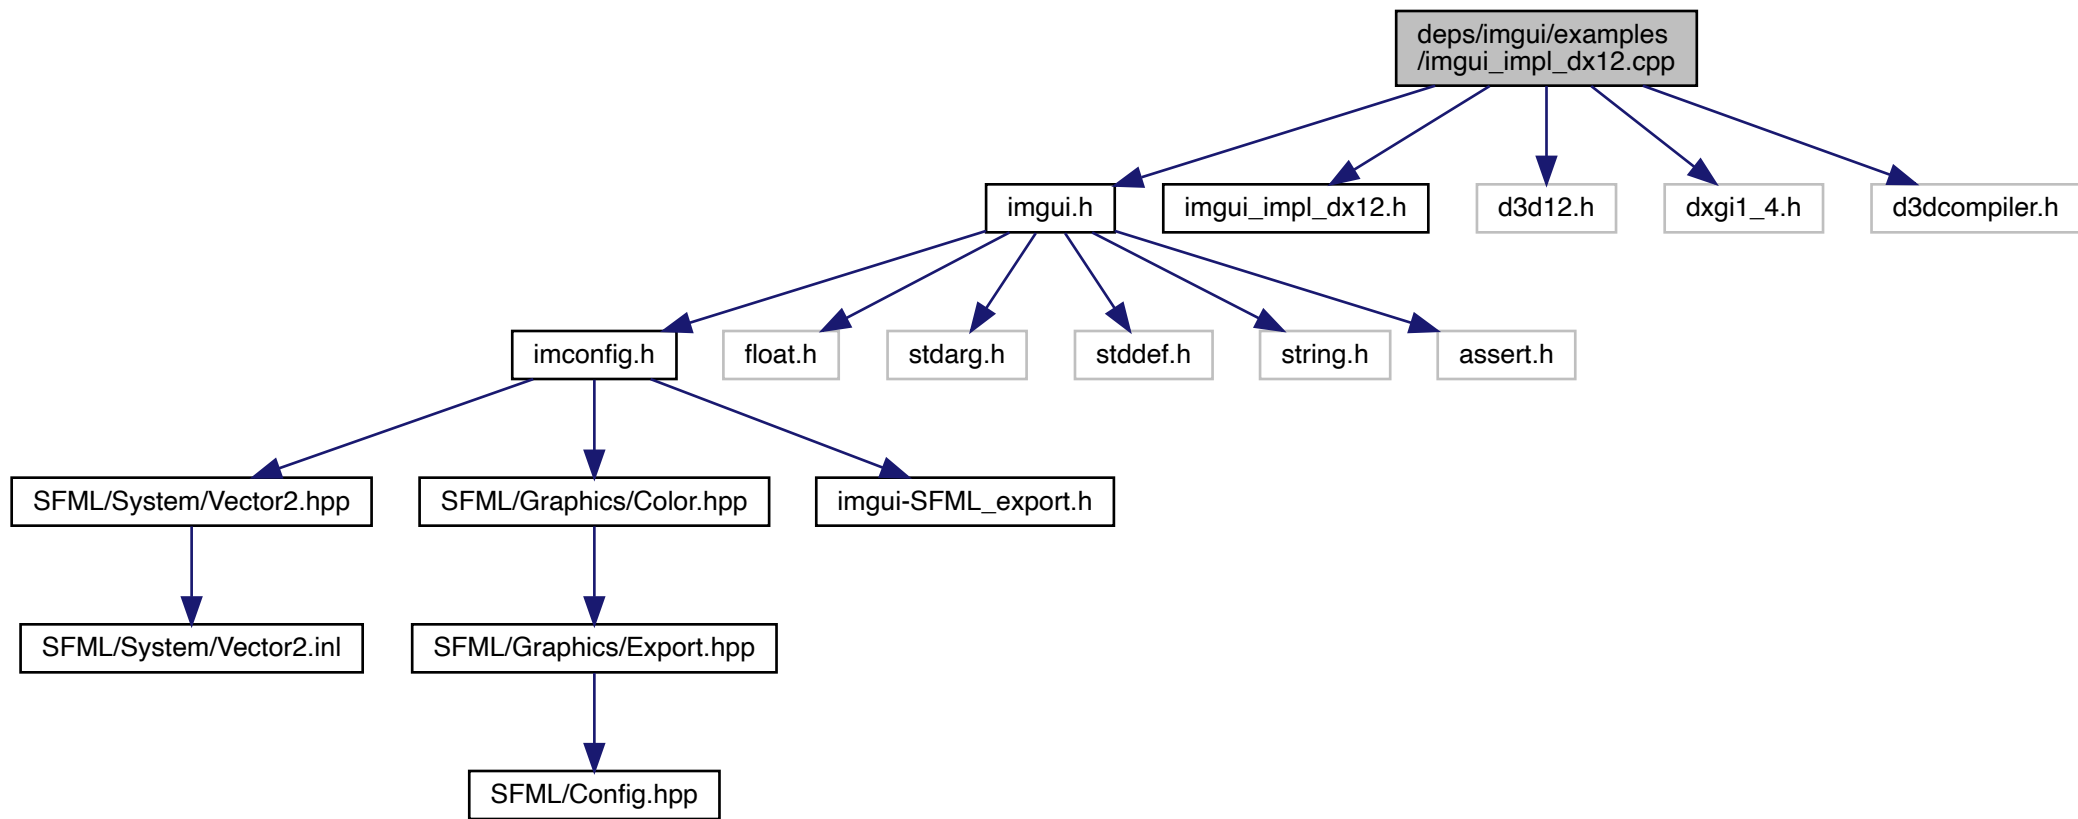 deps/imgui/examples
/imgui_impl_dx12.cpp
imgui.h
imgui_impl_dx12.h
d3d12.h
dxgi1_4.h
d3dcompiler.h
imconfig.h
float.h
stdarg.h
stddef.h
string.h
assert.h
SFML/System/Vector2.hpp
SFML/Graphics/Color.hpp
imgui-SFML_export.h
SFML/System/Vector2.inl
SFML/Graphics/Export.hpp
SFML/Config.hpp